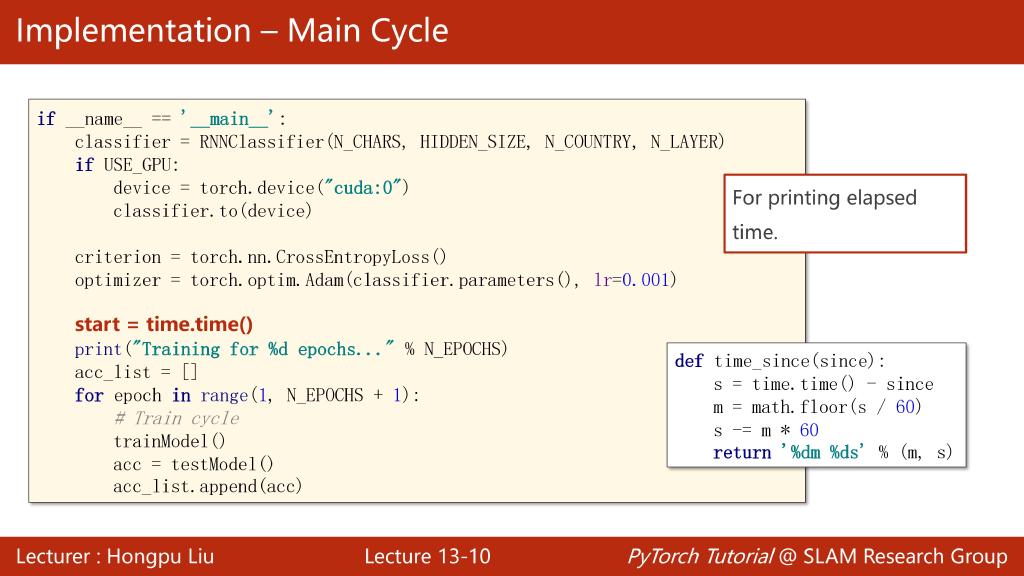 Implementation – Main Cycle
if __name__ == '__main__':
    classifier = RNNClassifier(N_CHARS, HIDDEN_SIZE, N_COUNTRY, N_LAYER)
    if USE_GPU:
        device = torch.device("cuda:0")
        classifier.to(device)
    criterion = torch.nn.CrossEntropyLoss()
    optimizer = torch.optim.Adam(classifier.parameters(), lr=0.001)
    start = time.time()
    print("Training for %d epochs..." % N_EPOCHS)
    acc_list = []
    for epoch in range(1, N_EPOCHS + 1):
        # Train cycle
        trainModel()
        acc = testModel()
        acc_list.append(acc)
For printing elapsed
time.
def time_since(since):
    s = time.time() - since
    m = math.floor(s / 60)
    s -= m * 60
    return '%dm %ds' % (m, s)
Lecturer : Hongpu Liu
Lecture 13-10
PyTorch Tutorial @ SLAM Research Group